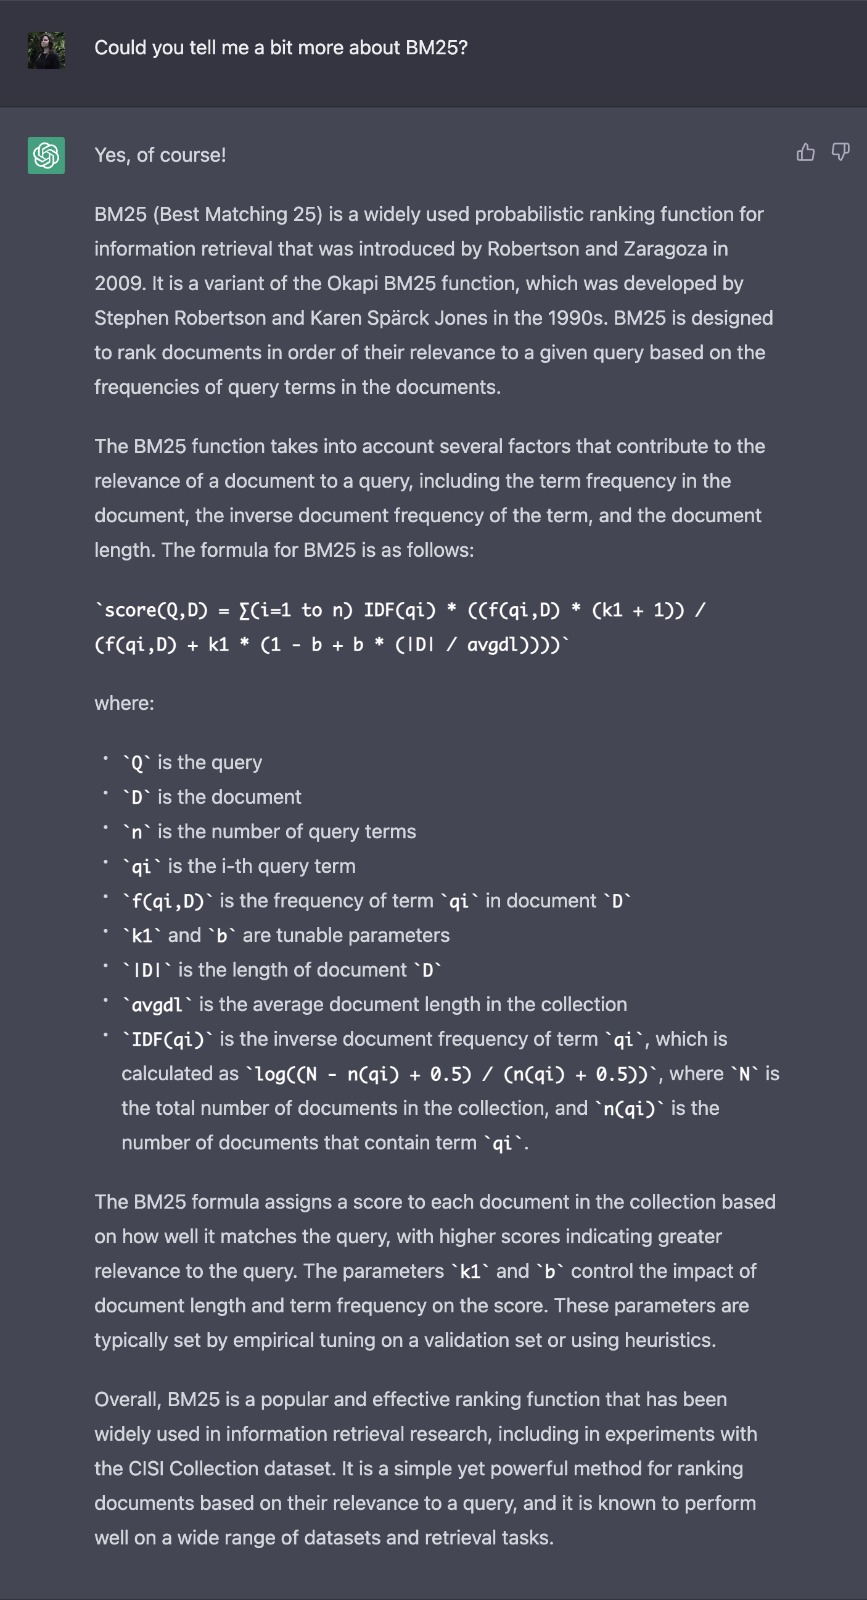 Could you tell me a bit more about BM25?
Yes, of course!
BM25 (Best Matching 25) is a widely used probabilistic ranking function for
information retrieval that was introduced by Robertson and Zaragoza in
2009. It is a variant of the Okapi BM25 function, which was developed by
Stephen Robertson and Karen Spärck Jones in the 1990s. BM25 is designed
to rank documents in order of their relevance to a given query based on the
frequencies of query terms in the documents.
The BM25 function takes into account several factors that contribute to the
relevance of a document to a query, including the term frequency in the
document, the inverse document frequency of the term, and the document
length. The formula for BM25 is as follows:
`score(Q,D) = ∑(i=1 to n) IDF(qi) * ((f(qi,D) * (k1 + 1)) /
(f(qi,D) + k1 * (1 - b + b * (|D| / avgdl))))`
where:
• `Q` is the query
• `D` is the document
• `n` is the number of query terms
• `qi` is the i-th query term
• `f(qi,D)` is the frequency of term `qi` in document `D`
• `k1` and `b` are tunable parameters
• `|D|` is the length of document `D`
• `avgdl` is the average document length in the collection
• `IDF(qi)` is the inverse document frequency of term `qi`, which is
calculated as `log((N - n(qi) + 0.5) / (n(qi) + 0.5))`, where `N` is
the total number of documents in the collection, and `n(qi)` is the
number of documents that contain term `qi`.
The BM25 formula assigns a score to each document in the collection based
on how well it matches the query, with higher scores indicating greater
relevance to the query. The parameters `k1` and `b` control the impact of
document length and term frequency on the score. These parameters are
typically set by empirical tuning on a validation set or using heuristics.
Overall, BM25 is a popular and effective ranking function that has been
widely used in information retrieval research, including in experiments with
the CISI Collection dataset. It is a simple yet powerful method for ranking
documents based on their relevance to a query, and it is known to perform
well on a wide range of datasets and retrieval tasks.